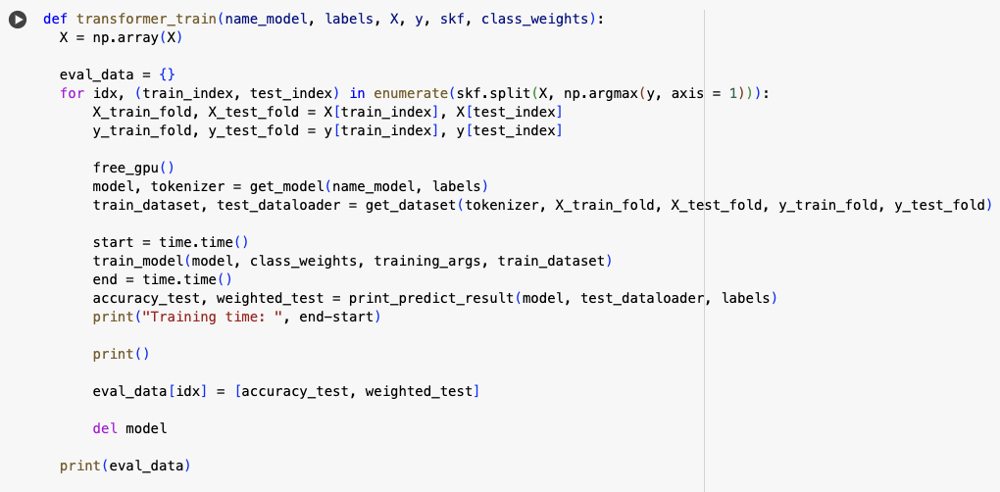 def transformer_train(name_model, labels, X, y, skf, class_weights):
  X = np.array(X)

  eval_data = {}
  for idx, (train_index, test_index) in enumerate(skf.split(X, np.argmax(y, axis = 1))):
      X_train_fold, X_test_fold = X[train_index], X[test_index]
      y_train_fold, y_test_fold = y[train_index], y[test_index]

      free_gpu()
      model, tokenizer = get_model(name_model, labels)
      train_dataset, test_dataloader = get_dataset(tokenizer, X_train_fold, X_test_fold, y_train_fold, y_test_fold)

      start = time.time()
      train_model(model, class_weights, training_args, train_dataset)
      end = time.time()
      accuracy_test, weighted_test = print_predict_result(model, test_dataloader, labels)
      print("Training time: ", end-start)

      print()

      eval_data[idx] = [accuracy_test, weighted_test]

      del model

  print(eval_data)